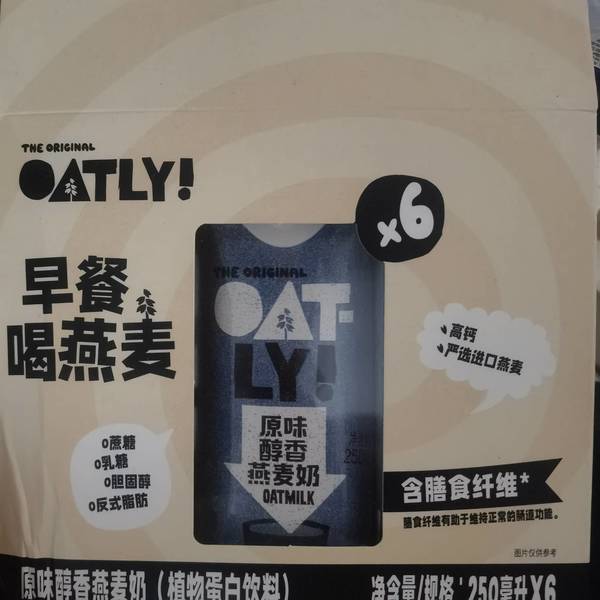 THE ORIGINAL
OATLY!
x6
早餐
喝燕麦
THE ORIGINAL
OAT-
LY!
原味
醇香
燕麦奶
OATMILK
高钙
严选进口燕麦
0蔗糖
0乳糖
0胆固醇
0反式脂肪
含膳食纤维*
膳食纤维有助于维持正常的肠道功能。
图片仅供参考
原味醇香燕麦奶（植物蛋白饮料）
净含量/规格：250毫升X6